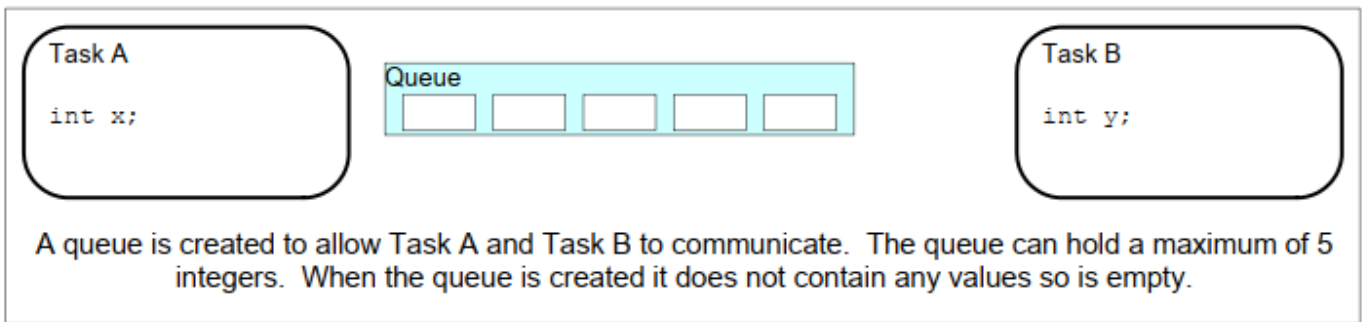 Task A
int x;
Queue
Task B
int y;
A queue is created to allow Task A and Task B to communicate.  The queue can hold a maximum of 5
integers.  When the queue is created it does not contain any values so is empty.